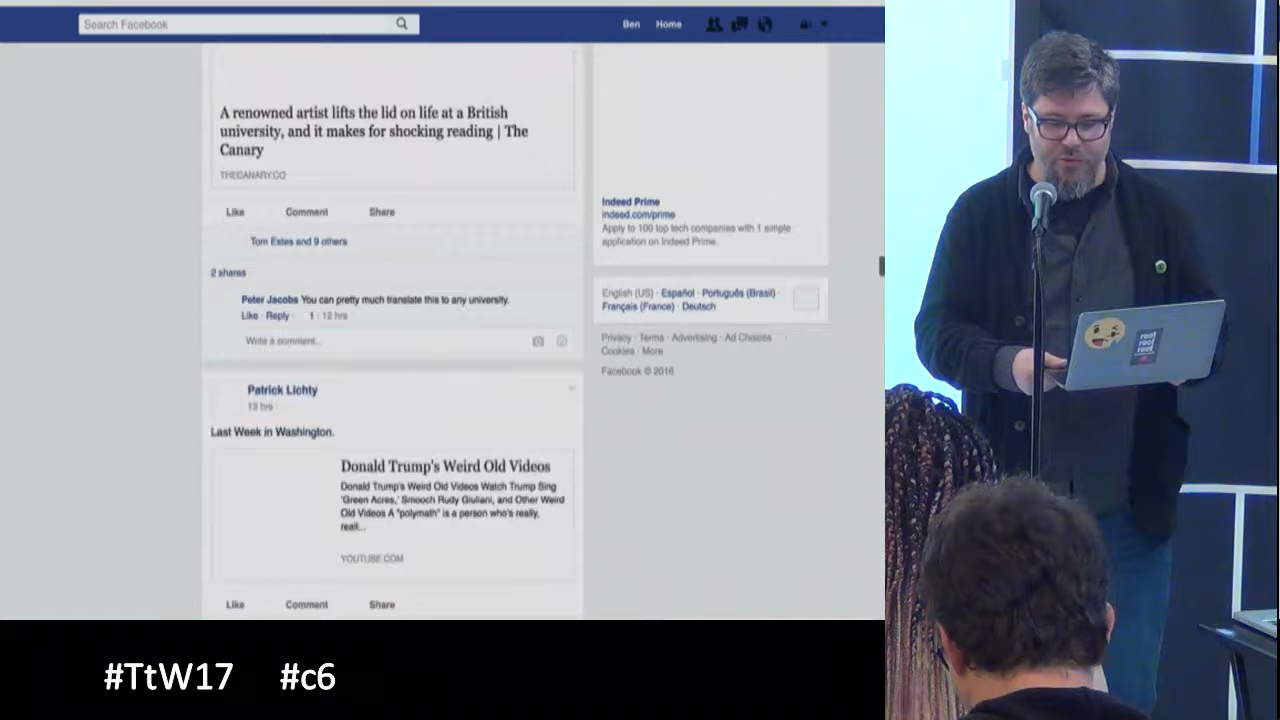 Search Facebook
Ben Home
A renowned artist lifts the lid on life at a British
university, and it makes for shocking reading | The
Canary
THECANARY.CO
Like Comment Share
Tom Estes and 9 others
2 shares
Peter Jacobs You can pretty much translate this to any university.
Like · Reply · 1 · 12 hrs
Write a comment...
Patrick Lichty
13 hrs ·
Last Week in Washington.
Donald Trump's Weird Old Videos
Donald Trump's Weird Old Videos Watch Trump Sing
'Green Acres,' Smooch Rudy Giuliani, and Other Weird
Old Videos A "polymath" is a person who's really,
reall...
YOUTUBE.COM
Like Comment Share
Indeed Prime
indeed.com/prime
Apply to 100 top tech companies with 1 simple
application on Indeed Prime.
English (US) · Español · Português (Brasil) ·
Français (France) · Deutsch
Privacy · Terms · Advertising · Ad Choices ·
Cookies · More
Facebook © 2016
root
root
root
#TtW17 #c6